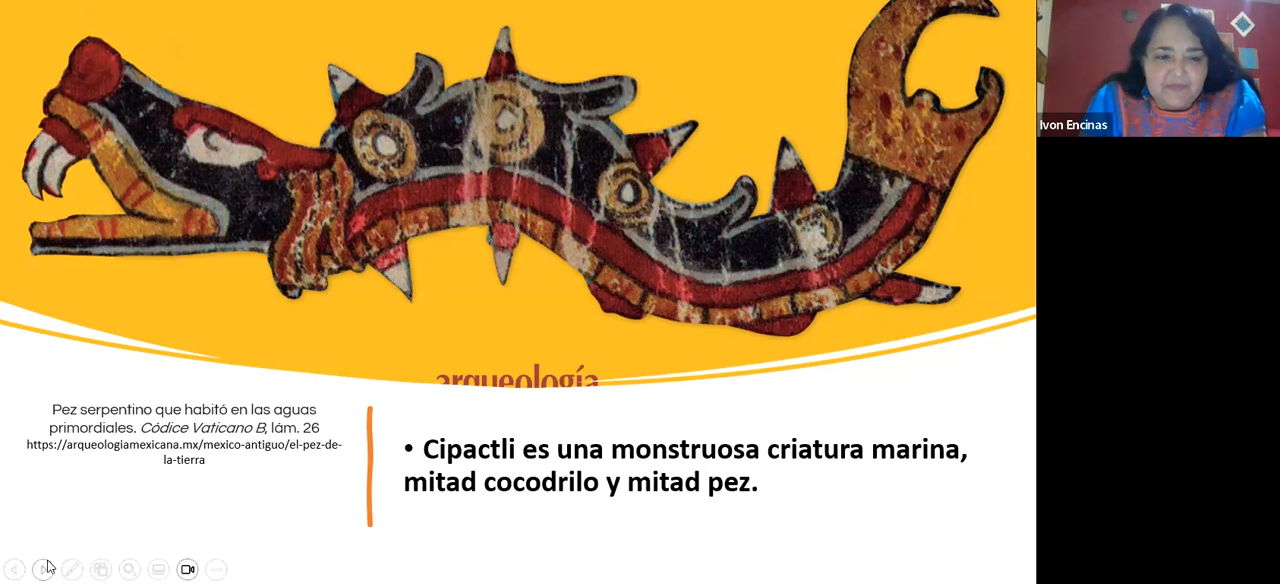 Ivon Encinas
arqueología
Pez serpentino que habitó en las aguas
primordiales. Códice Vaticano B, lám. 26
https://arqueologiamexicana.mx/mexico-antiguo/el-pez-de-
la-tierra
• Cipactli es una monstruosa criatura marina,
mitad cocodrilo y mitad pez.